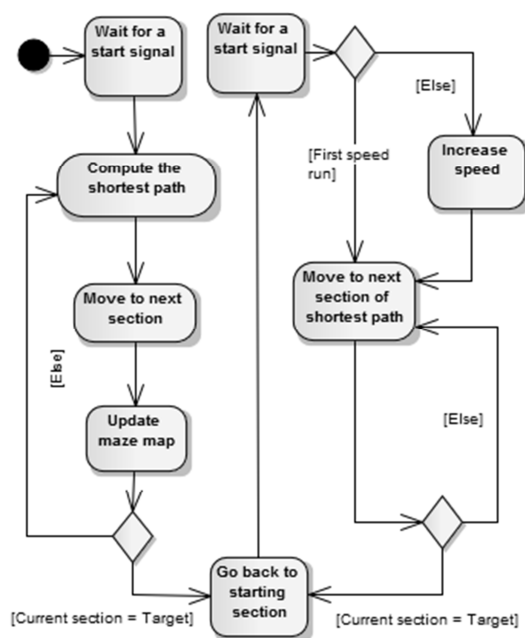 Wait for a
start signal
Compute the
shortest path
Move to next
section
[Else]
Update
maze map
[Current section = Target]
Go back to
starting
section
Wait for a
start signal
[Else]
[First speed
run]
Increase
speed
Move to next
section of
shortest path
[Else]
[Current section = Target]